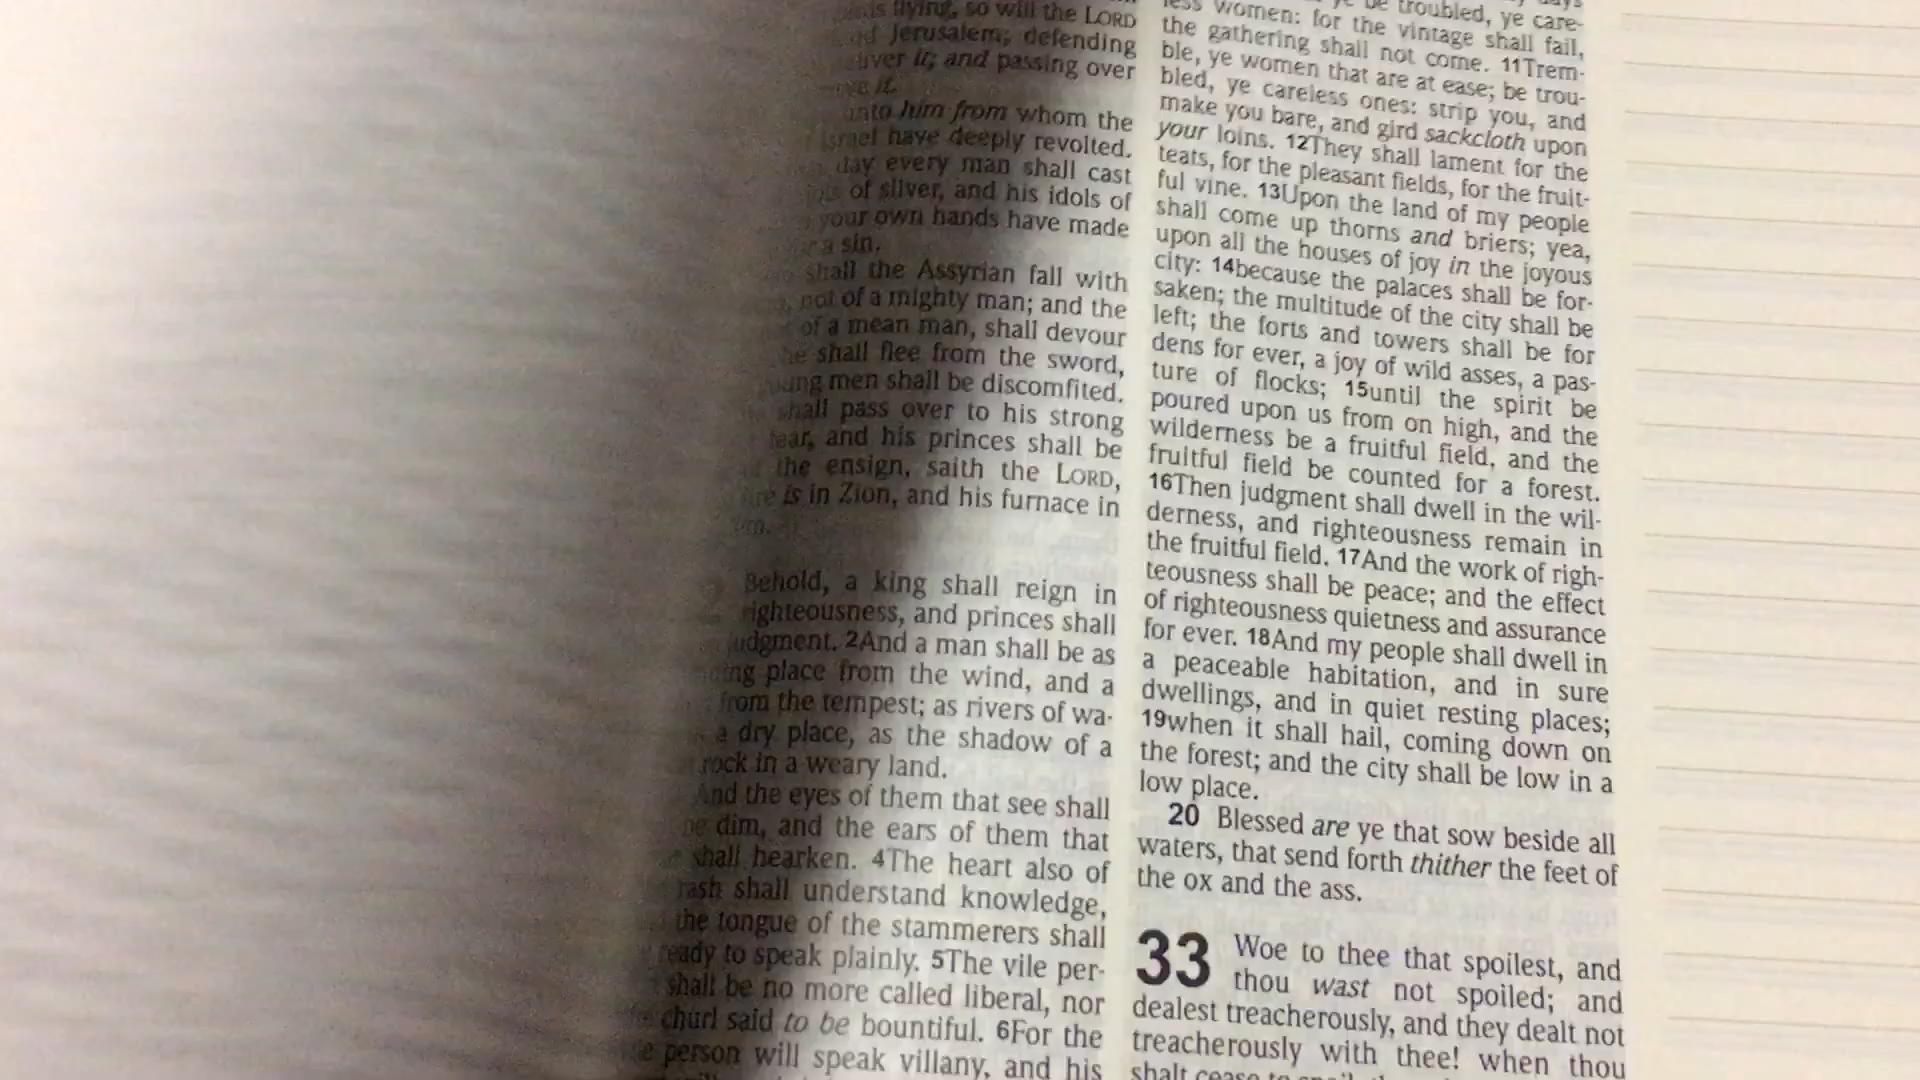 flying, so will the LORD
Jerusalem; defending
it; and passing over
it.
him from whom the
Israel have deeply revolted.
day every man shall cast
of silver, and his idols of
your own hands have made
a sin.
shall the Assyrian fall with
not of a mighty man; and the
of a mean man, shall devour
he shall flee from the sword,
men shall be discomfited.
shall pass over to his strong
fear, and his princes shall be
the ensign, saith the LORD,
is in Zion, and his furnace in
Behold, a king shall reign in
righteousness, and princes shall
judgment. 2And a man shall be as
place from the wind, and a
from the tempest; as rivers of wa-
a dry place, as the shadow of a
rock in a weary land.
And the eyes of them that see shall
be dim, and the ears of them that
shall hearken. 4The heart also of
rash shall understand knowledge,
the tongue of the stammerers shall
ready to speak plainly. 5The vile per-
shall be no more called liberal, nor
churl said to be bountiful. 6For the
person will speak villany, and his
be troubled, ye care-
less women: for the vintage shall fail,
the gathering shall not come. 11Trem-
ble, ye women that are at ease; be trou-
bled, ye careless ones: strip you, and
make you bare, and gird sackcloth upon
your loins. 12They shall lament for the
teats, for the pleasant fields, for the fruit-
ful vine. 13Upon the land of my people
shall come up thorns and briers; yea,
upon all the houses of joy in the joyous
city: 14because the palaces shall be for-
saken; the multitude of the city shall be
left; the forts and towers shall be for
dens for ever, a joy of wild asses, a pas-
ture of flocks; 15until the spirit be
poured upon us from on high, and the
wilderness be a fruitful field, and the
fruitful field be counted for a forest.
16Then judgment shall dwell in the wil-
derness, and righteousness remain in
the fruitful field. 17And the work of righ-
teousness shall be peace; and the effect
of righteousness quietness and assurance
for ever. 18And my people shall dwell in
a peaceable habitation, and in sure
dwellings, and in quiet resting places;
19when it shall hail, coming down on
the forest; and the city shall be low in a
low place.
20 Blessed are ye that sow beside all
waters, that send forth thither the feet of
the ox and the ass.
33 Woe to thee that spoilest, and
thou wast not spoiled; and
dealest treacherously, and they dealt not
treacherously with thee! when thou
shalt cease to